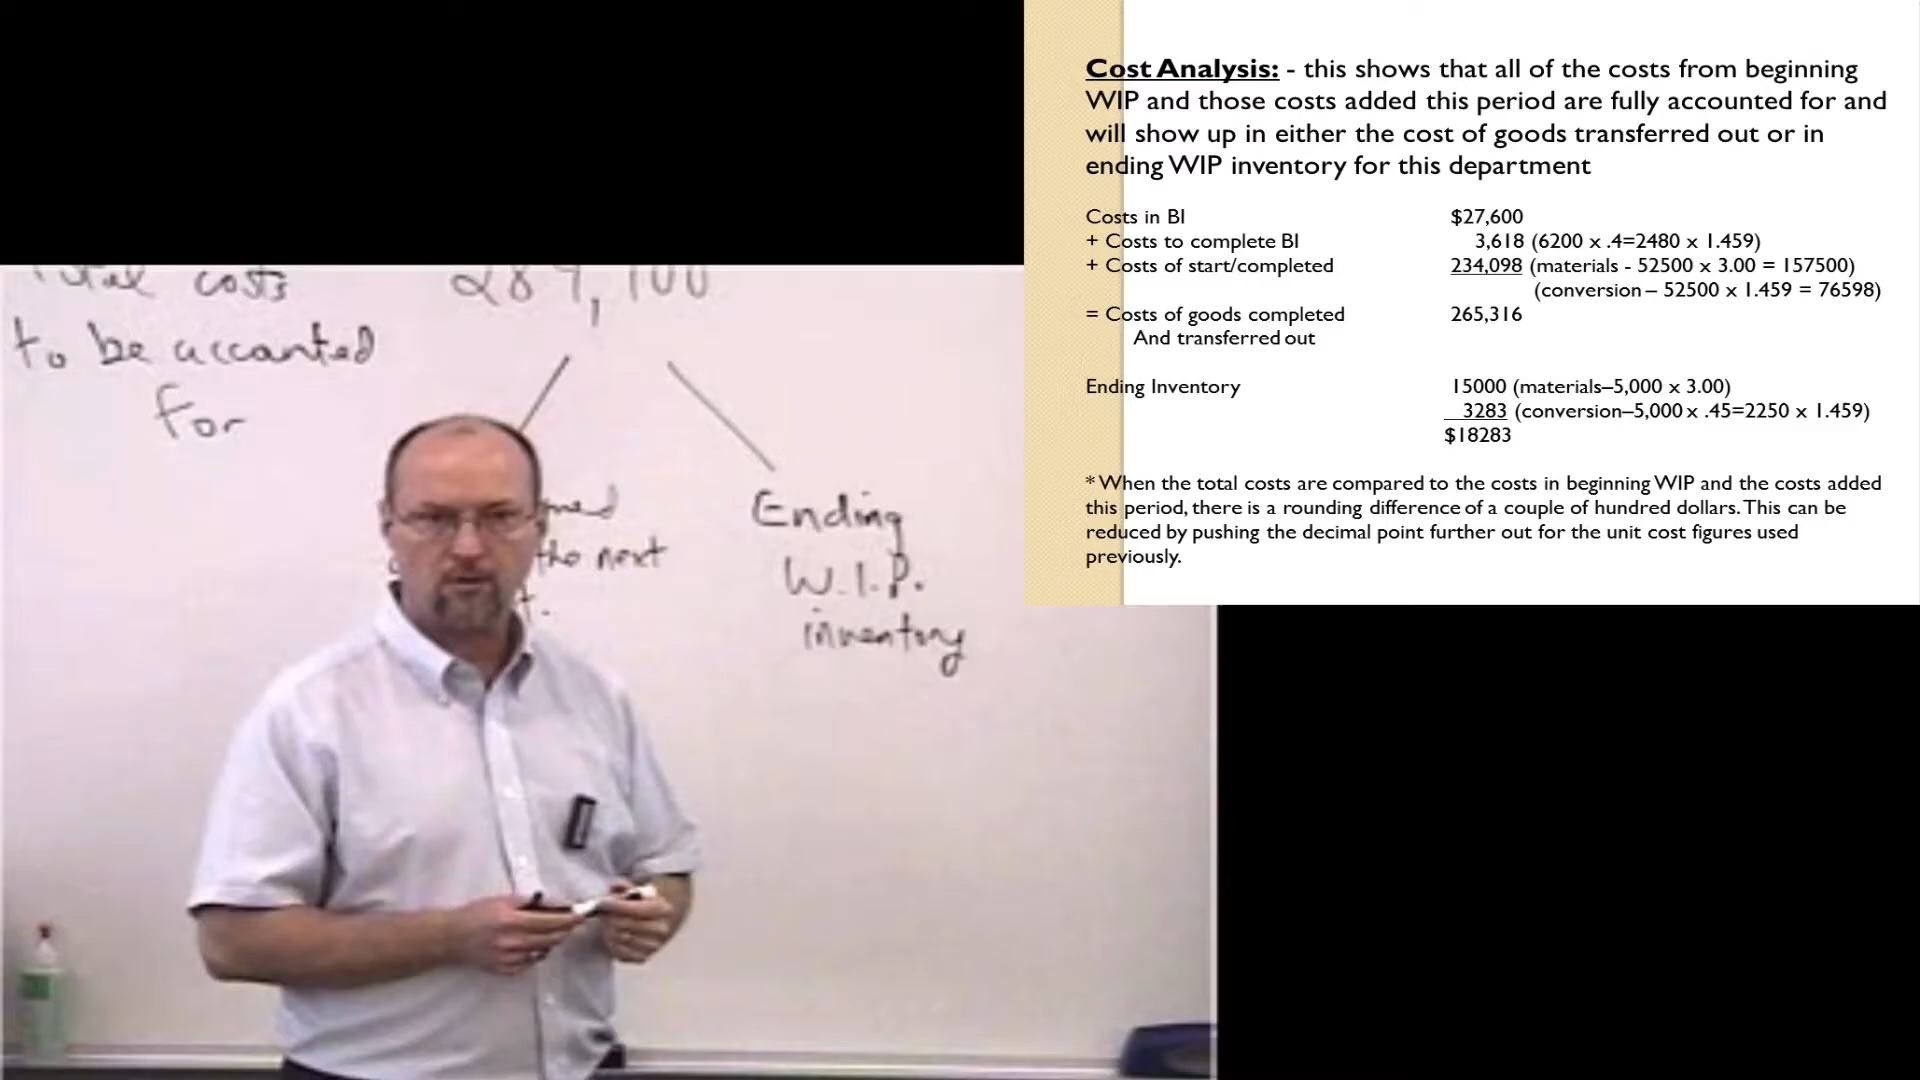 Cost Analysis: - this shows that all of the costs from beginning
WIP and those costs added this period are fully accounted for and
will show up in either the cost of goods transferred out or in
ending WIP inventory for this department
Costs in BI $27,600
+ Costs to complete BI 3,618 (6200 x .4=2480 x 1.459)
+ Costs of start/completed 234,098 (materials - 52500 x 3.00 = 157500)
(conversion – 52500 x 1.459 = 76598)
= Costs of goods completed 265,316
And transferred out
Ending Inventory 15000 (materials–5,000 x 3.00)
3283 (conversion–5,000 x .45=2250 x 1.459)
$18283
* When the total costs are compared to the costs in beginning WIP and the costs added
this period, there is a rounding difference of a couple of hundred dollars. This can be
reduced by pushing the decimal point further out for the unit cost figures used
previously.
Total costs
to be accounted
for
the next
Ending
W.I.P.
inventory